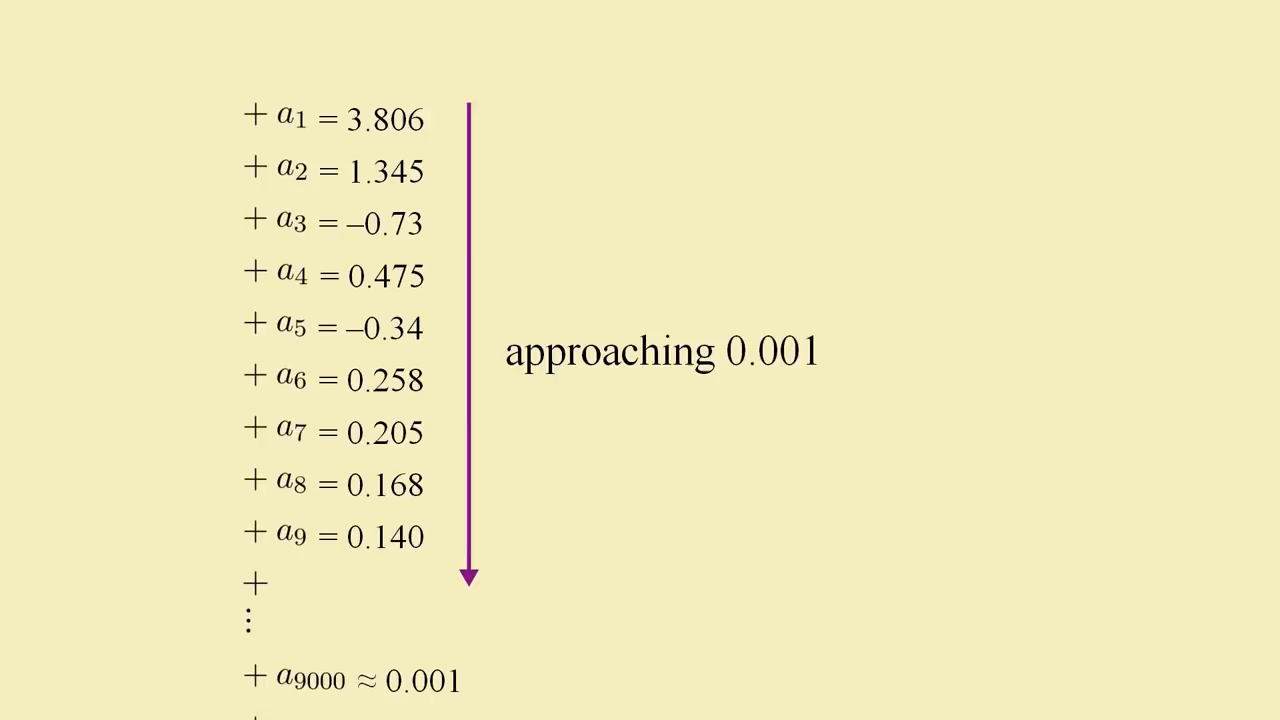 + a₁ = 3.806
+ a₂ = 1.345
+ a₃ = –0.73
+ a₄ = 0.475
+ a₅ = –0.34
approaching 0.001
+ a₆ = 0.258
+ a₇ = 0.205
+ a₈ = 0.168
+ a₉ = 0.140
+
⋮
+ a₉₀₀₀ ≈ 0.001